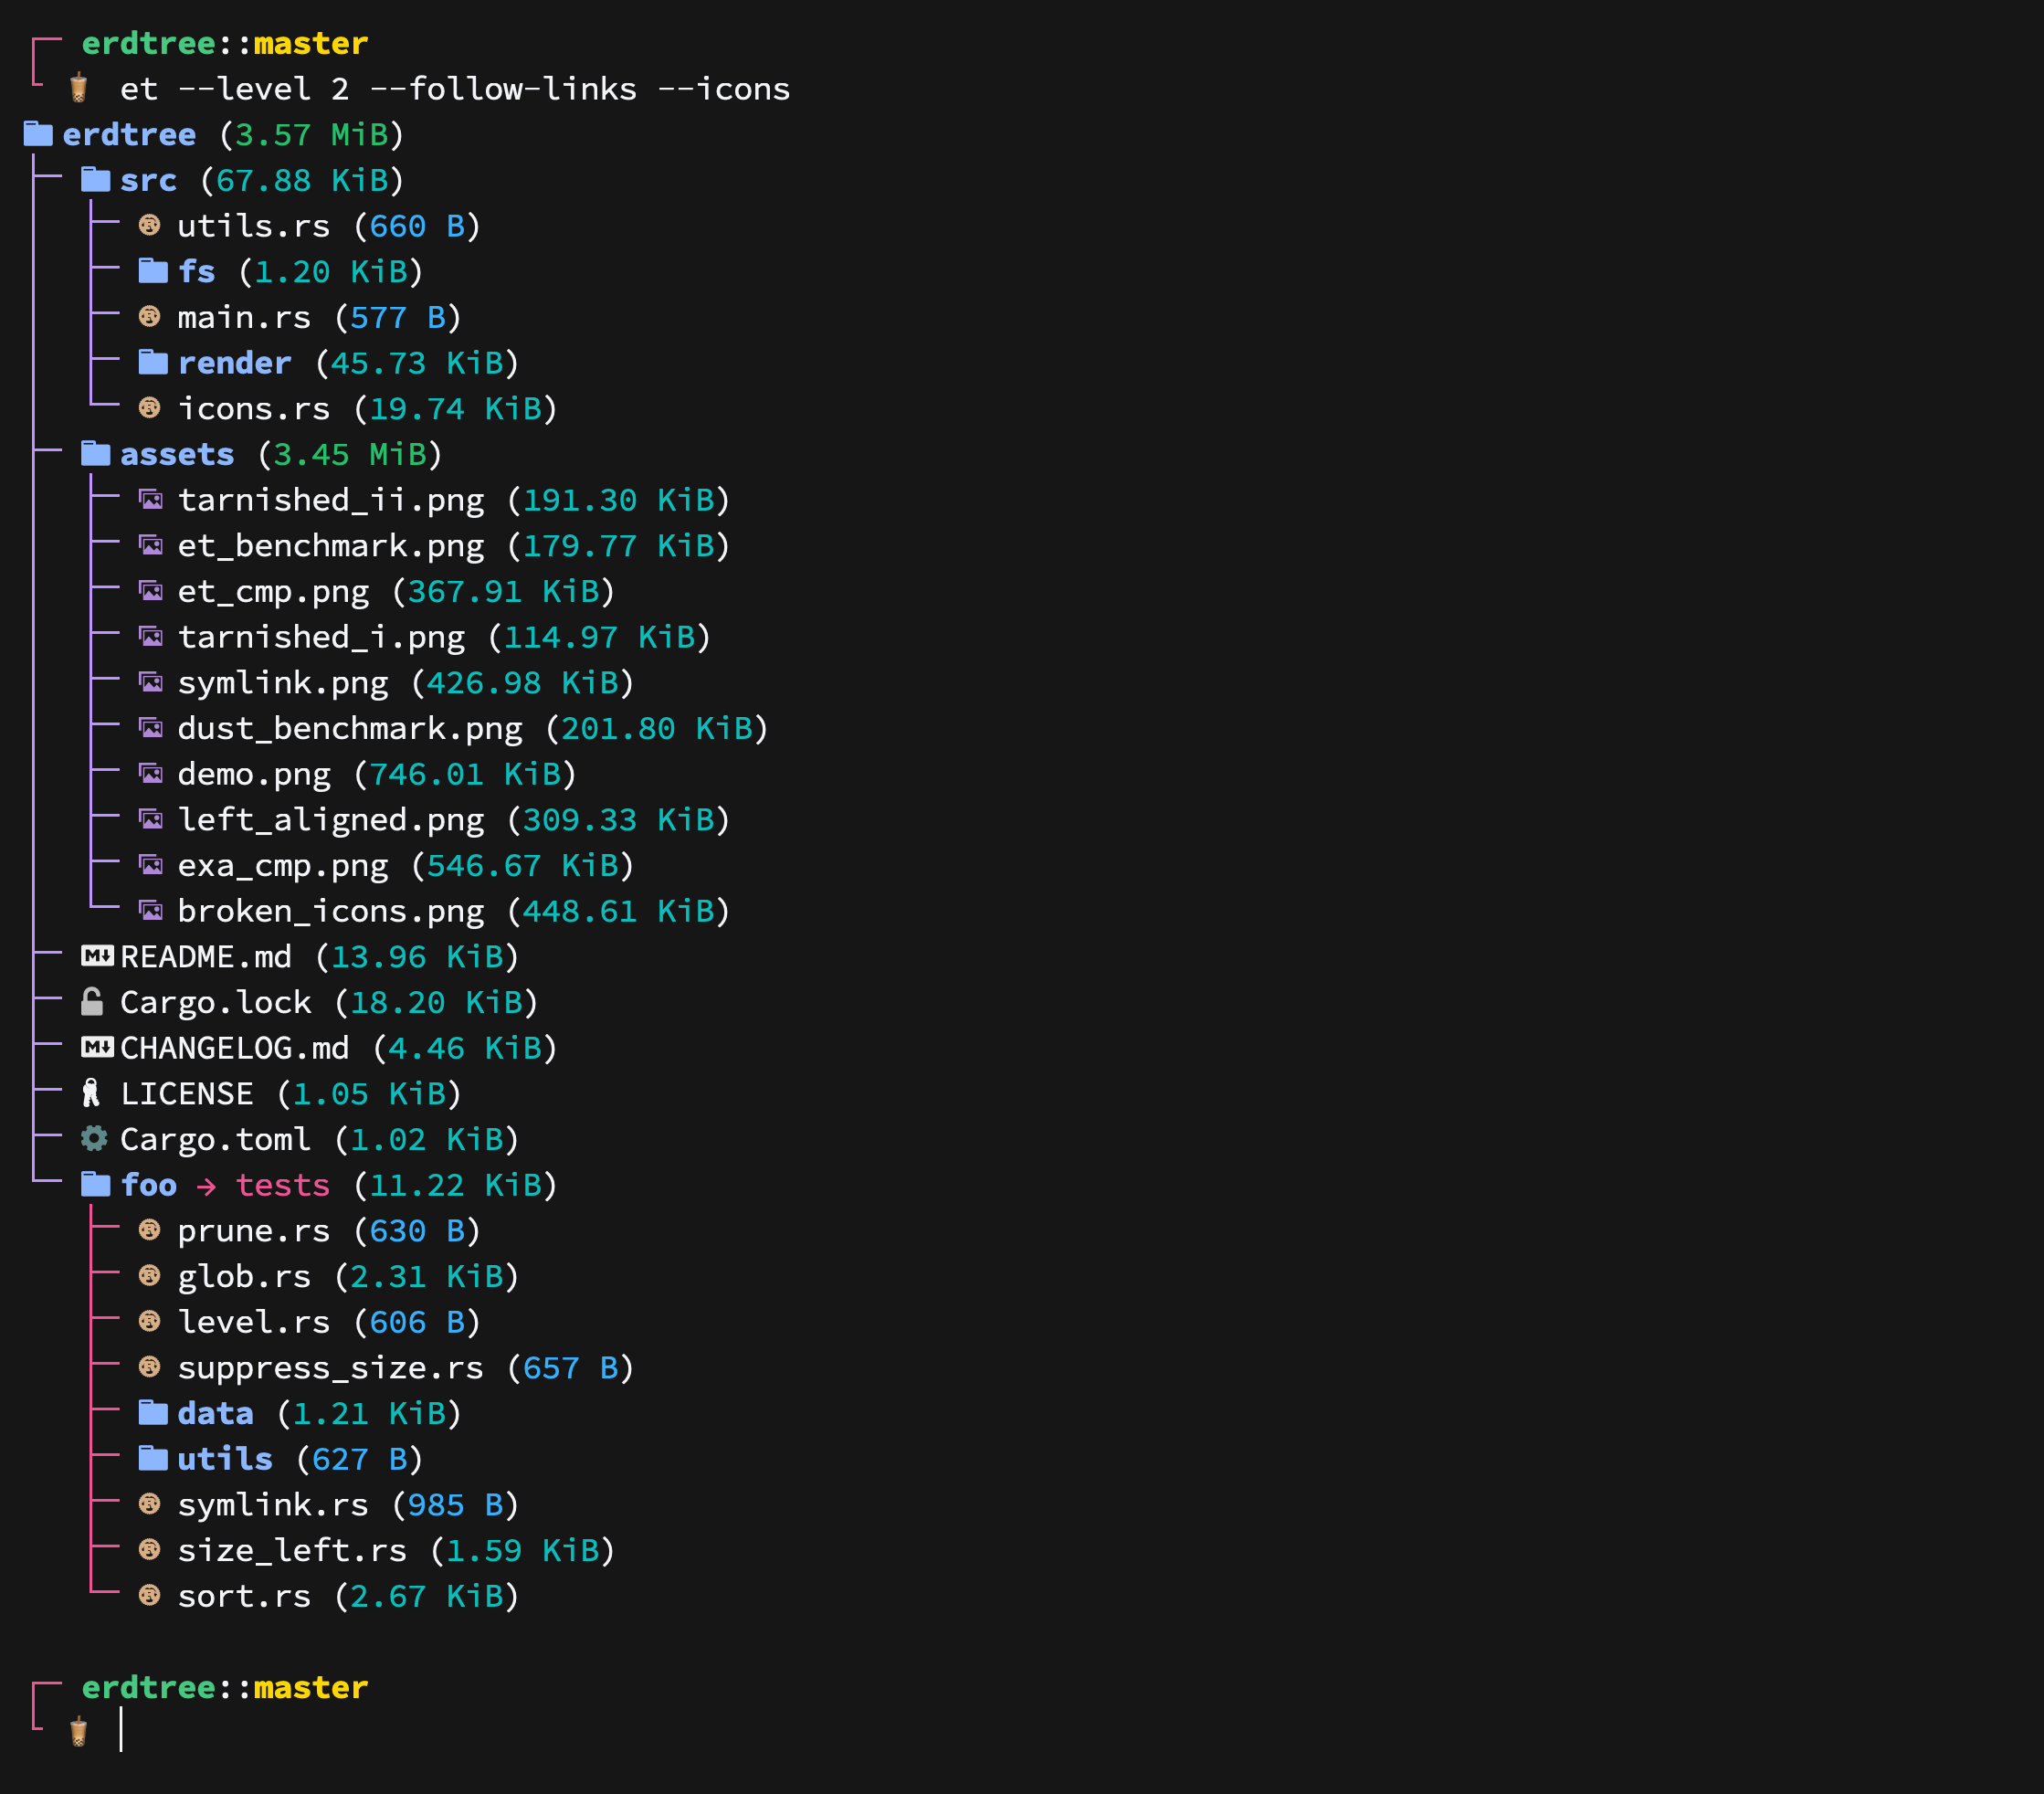 erdtree::master
et --level 2 --follow-links --icons
erdtree (3.57 MiB)
src (67.88 KiB)
utils.rs (660 B)
fs (1.20 KiB)
main.rs (577 B)
render (45.73 KiB)
icons.rs (19.74 KiB)
assets (3.45 MiB)
tarnished_ii.png (191.30 KiB)
et_benchmark.png (179.77 KiB)
et_cmp.png (367.91 KiB)
tarnished_i.png (114.97 KiB)
symlink.png (426.98 KiB)
dust_benchmark.png (201.80 KiB)
demo.png (746.01 KiB)
left_aligned.png (309.33 KiB)
exa_cmp.png (546.67 KiB)
broken_icons.png (448.61 KiB)
README.md (13.96 KiB)
Cargo.lock (18.20 KiB)
CHANGELOG.md (4.46 KiB)
LICENSE (1.05 KiB)
Cargo.toml (1.02 KiB)
foo → tests (11.22 KiB)
prune.rs (630 B)
glob.rs (2.31 KiB)
level.rs (606 B)
suppress_size.rs (657 B)
data (1.21 KiB)
utils (627 B)
symlink.rs (985 B)
size_left.rs (1.59 KiB)
sort.rs (2.67 KiB)
erdtree::master